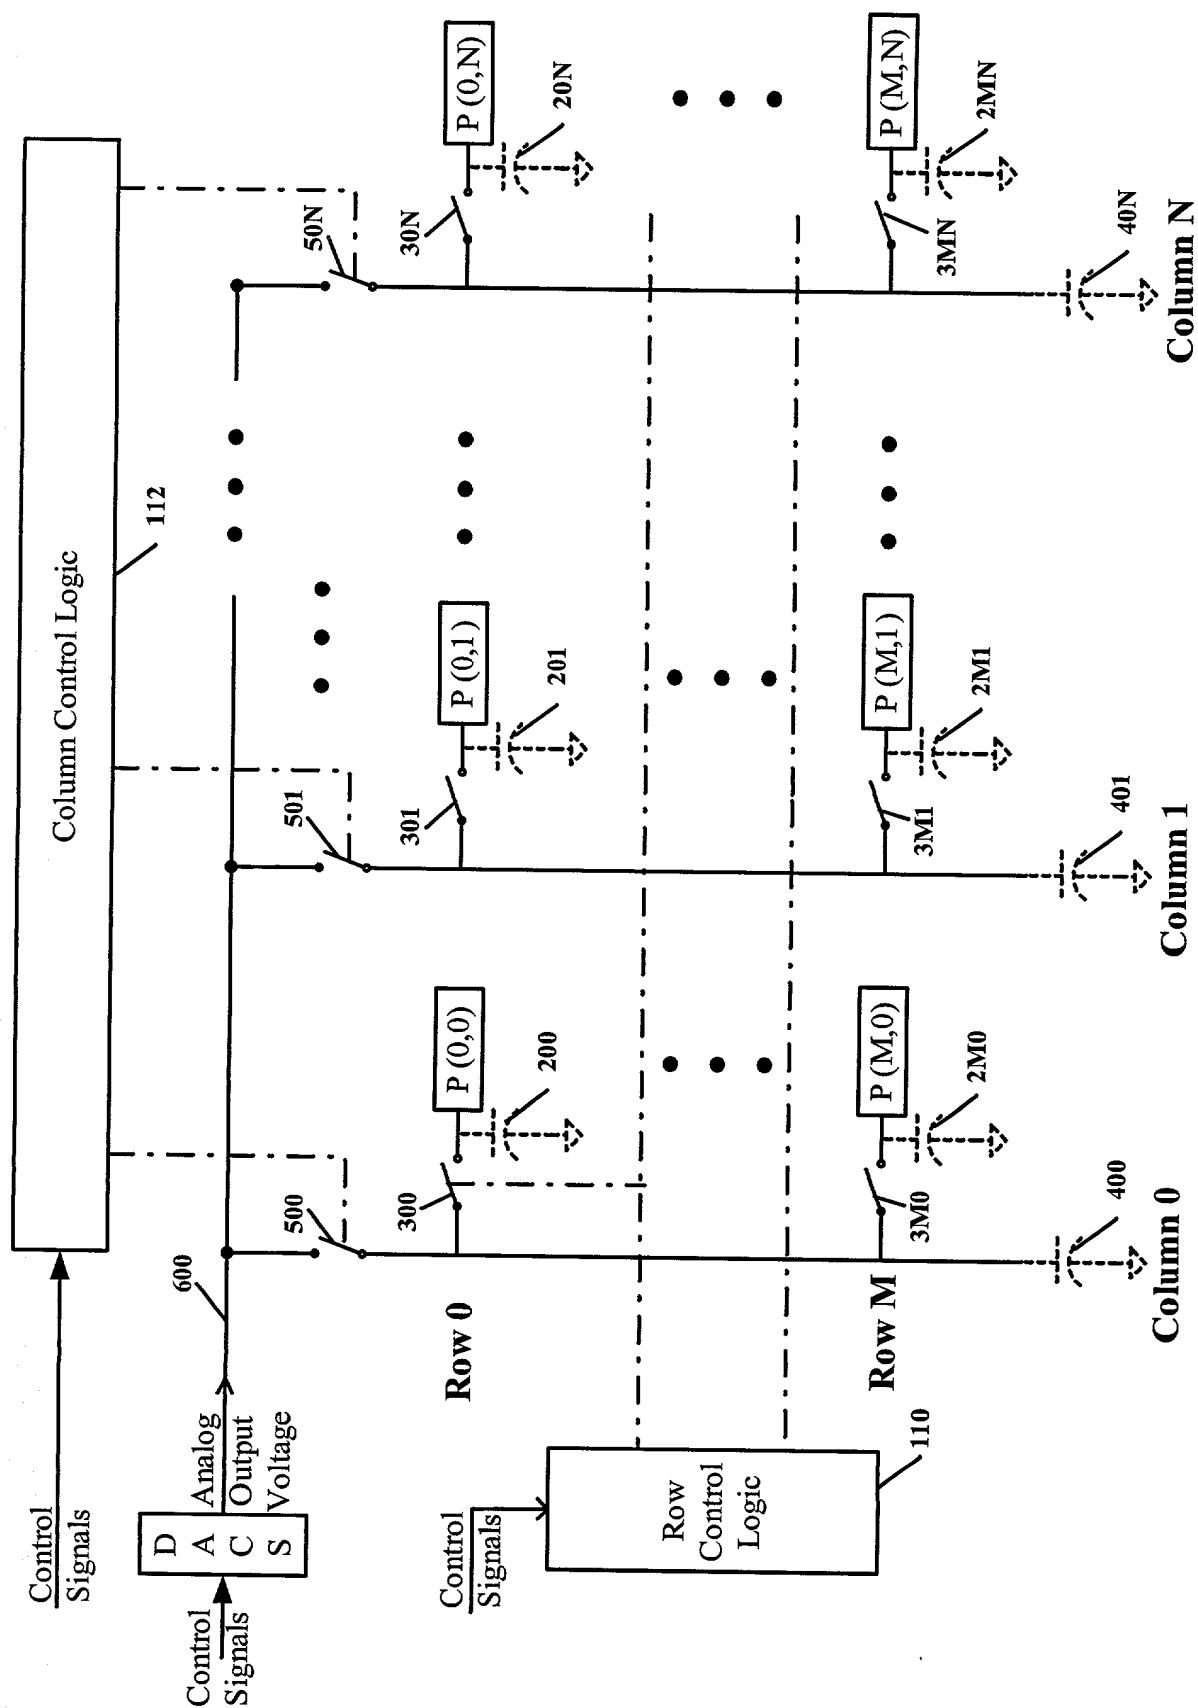 Control
Signals
Column Control Logic
112
Control
Signals
D
A
C
S
Analog
Output
Voltage
600
500
501
50N
Row 0
300
P (0,0)
200
301
P (0,1)
201
30N
P (0,N)
20N
Control
Signals
Row
Control
Logic
110
Row M
3M0
P (M,0)
2M0
3M1
P (M,1)
2M1
3MN
P (M,N)
2MN
400
401
40N
Column 0
Column 1
Column N